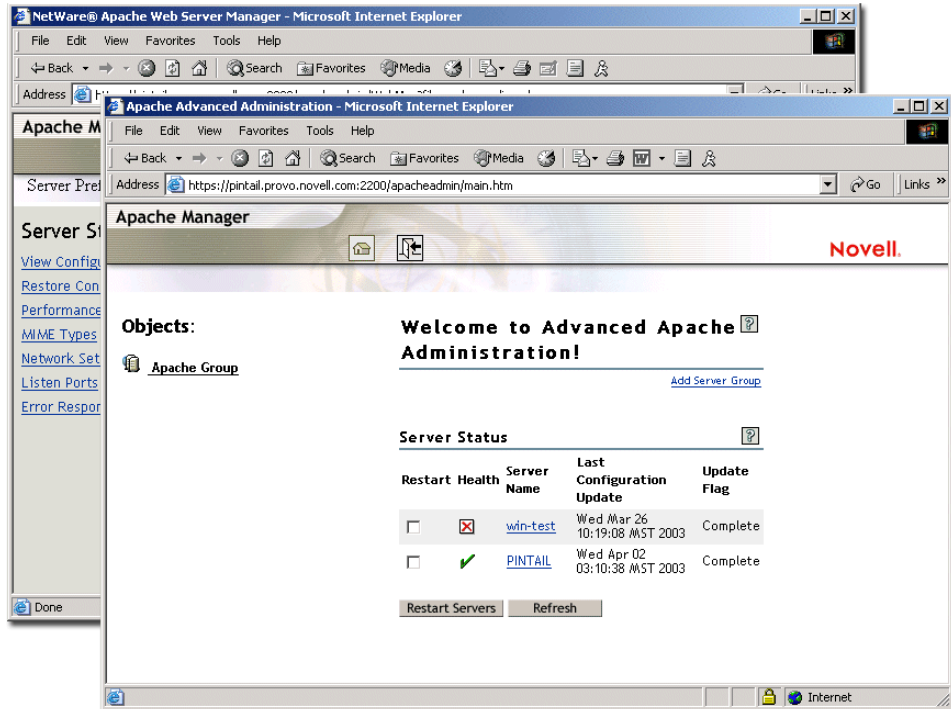 NetWare® Apache Web Server Manager - Microsoft Internet Explorer
File Edit View Favorites Tools Help
Back Search Favorites Media
Address
Apache M
Server Pref
Server St
View Configu
Restore Con
Performance
MIME Types
Network Set
Listen Ports
Error Respor
Done
Apache Advanced Administration - Microsoft Internet Explorer
File Edit View Favorites Tools Help
Back Search Favorites Media
Address https://pintail.provo.novell.com:2200/apacheadmin/main.htm Go Links »
Apache Manager
Novell.
Objects:
Apache Group
Welcome to Advanced Apache ?
Administration!
Add Server Group
Server Status ?
Restart Health Server Name Last Configuration Update Update Flag
win-test Wed Mar 26 10:19:08 MST 2003 Complete
PINTAIL Wed Apr 02 03:10:38 MST 2003 Complete
Restart Servers Refresh
Internet